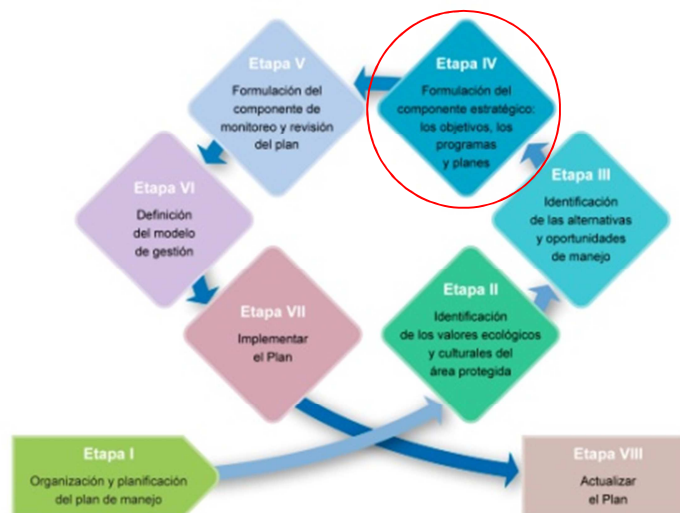 Etapa I
Organización y planificación
del plan de manejo
Etapa II
Identificación
de los valores ecológicos
y culturales del
área protegida
Etapa III
Identificación
de las alternativas
y oportunidades
de manejo
Etapa IV
Formulación del
componente estratégico:
los objetivos, los
programas
y planes
Etapa V
Formulación del
componente de
monitoreo y revisión
del plan
Etapa VI
Definición
del modelo
de gestión
Etapa VII
Implementar
el Plan
Etapa VIII
Actualizar
el Plan